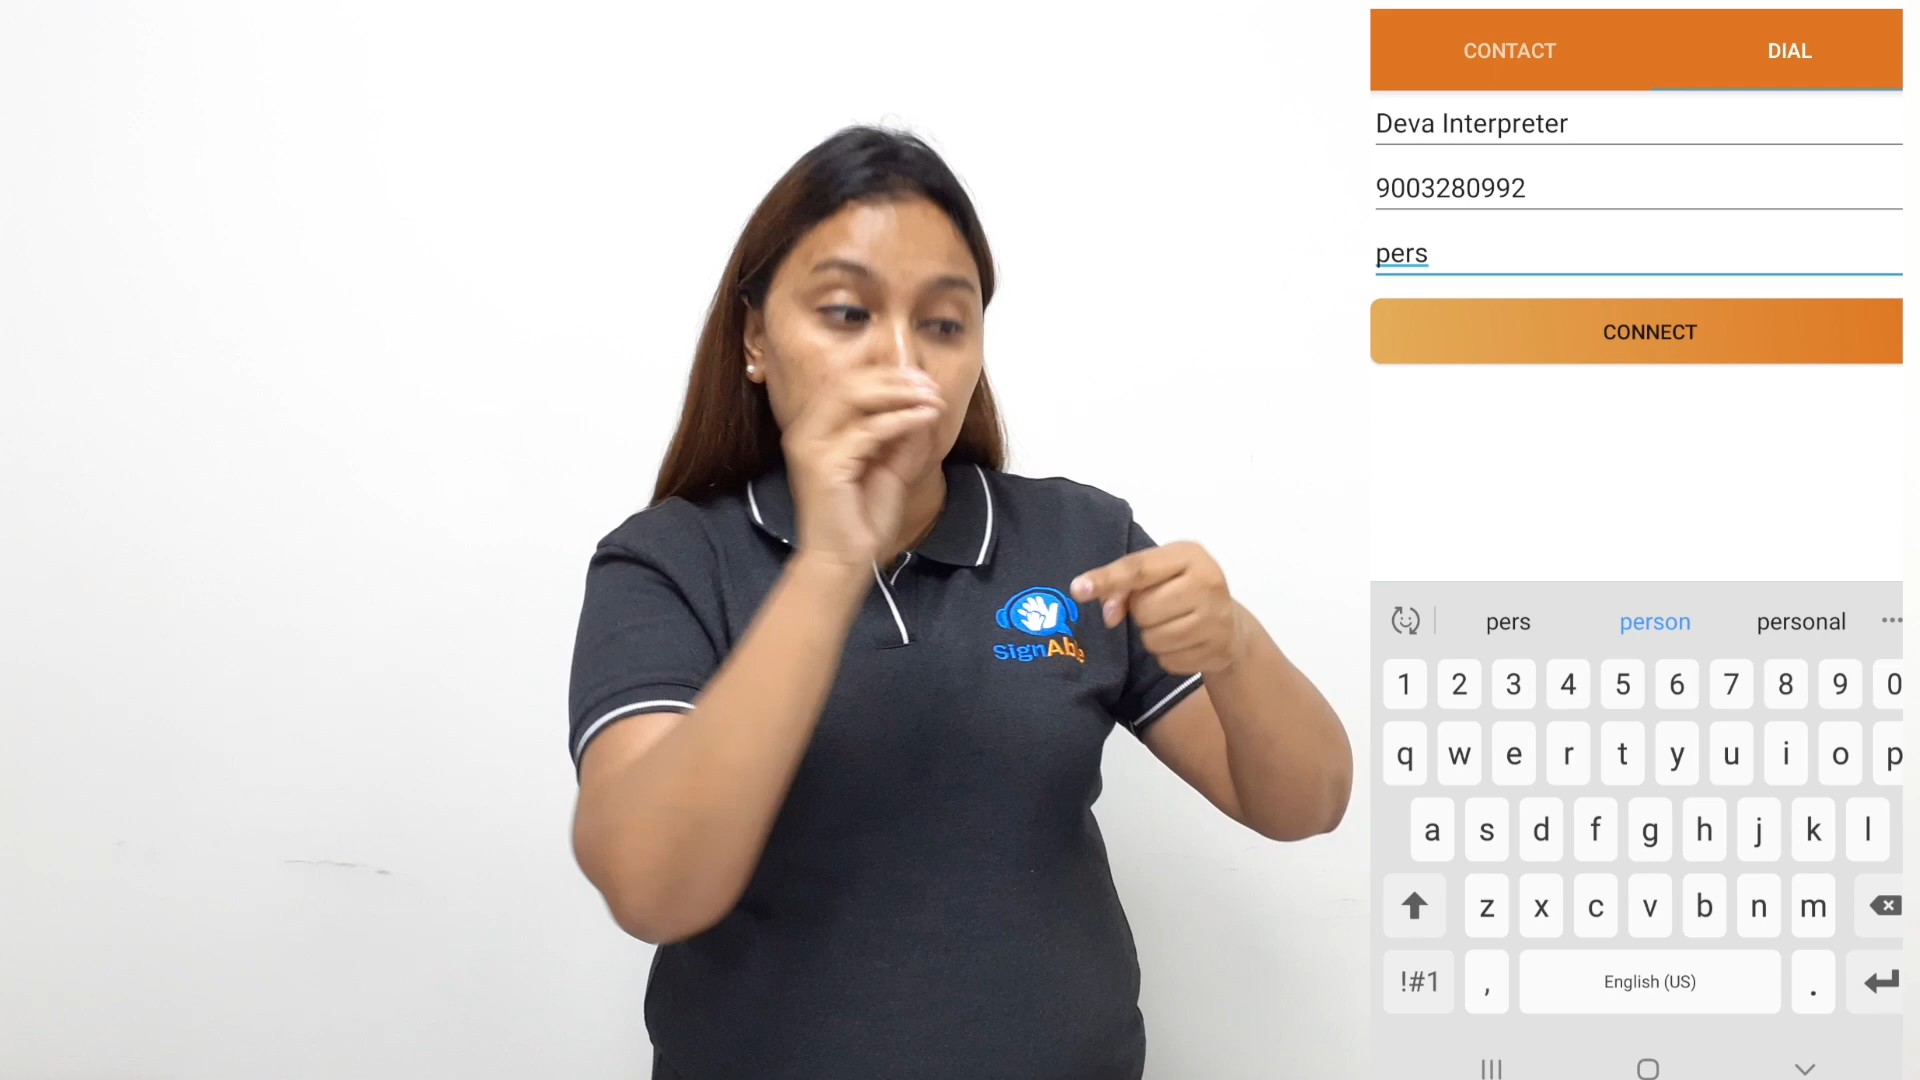 CONTACT DIAL
Deva Interpreter
9003280992
pers
CONNECT
SignAble
pers person personal
1 2 3 4 5 6 7 8 9 0
q w e r t y u i o p
a s d f g h j k l
z x c v b n m
!#1 , English (US) .